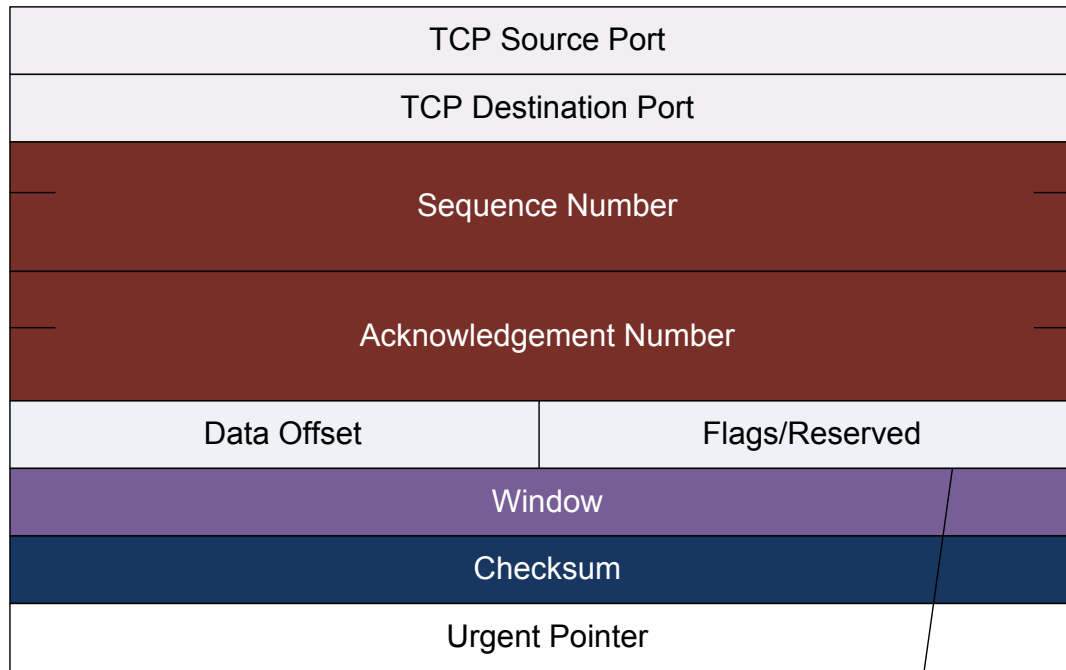 TCP Source Port
TCP Destination Port
Sequence Number
Acknowledgement Number
Data Offset
Flags/Reserved
Window
Checksum
Urgent Pointer